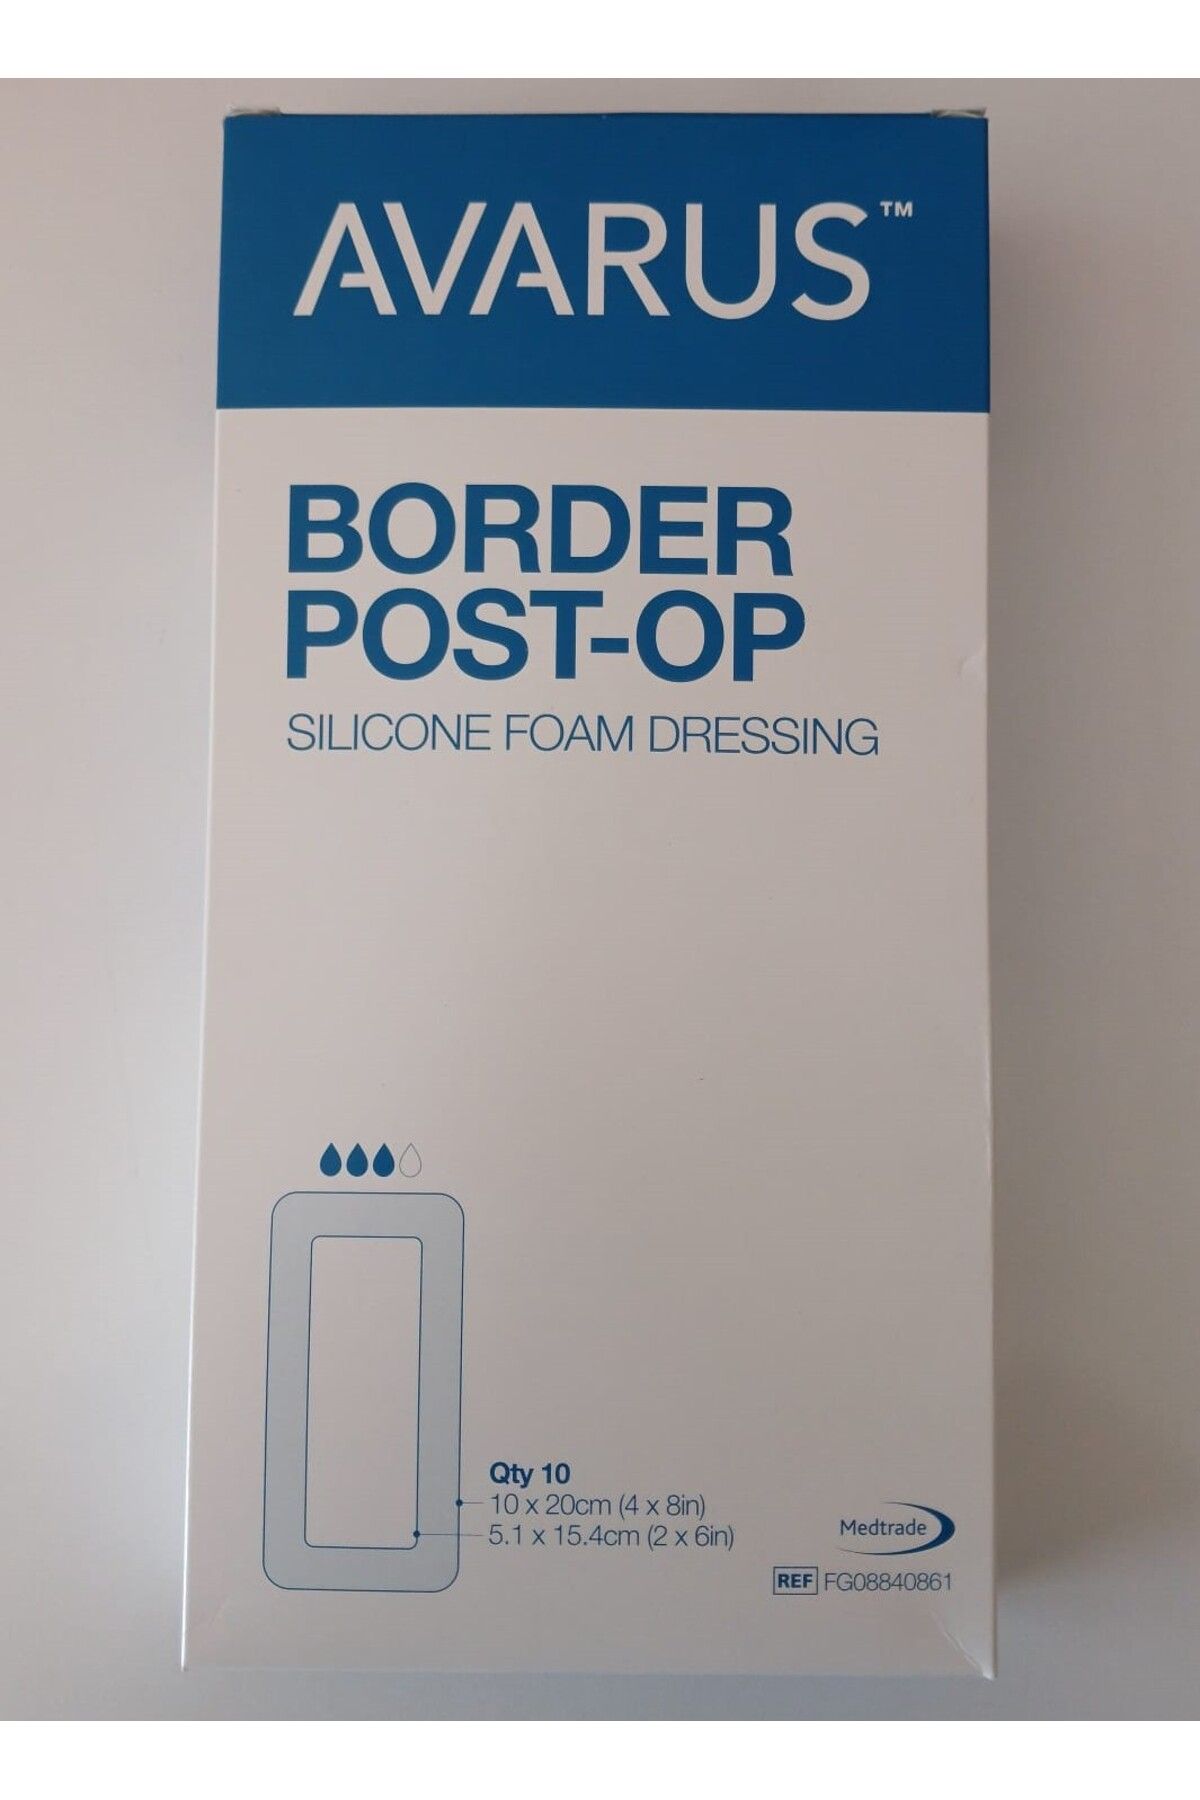 AVARUS™
BORDER
POST-OP
SILICONE FOAM DRESSING
Qty 10
10 x 20cm (4 x 8in)
5.1 x 15.4cm (2 x 6in)
Medtrade
REF FG08840861